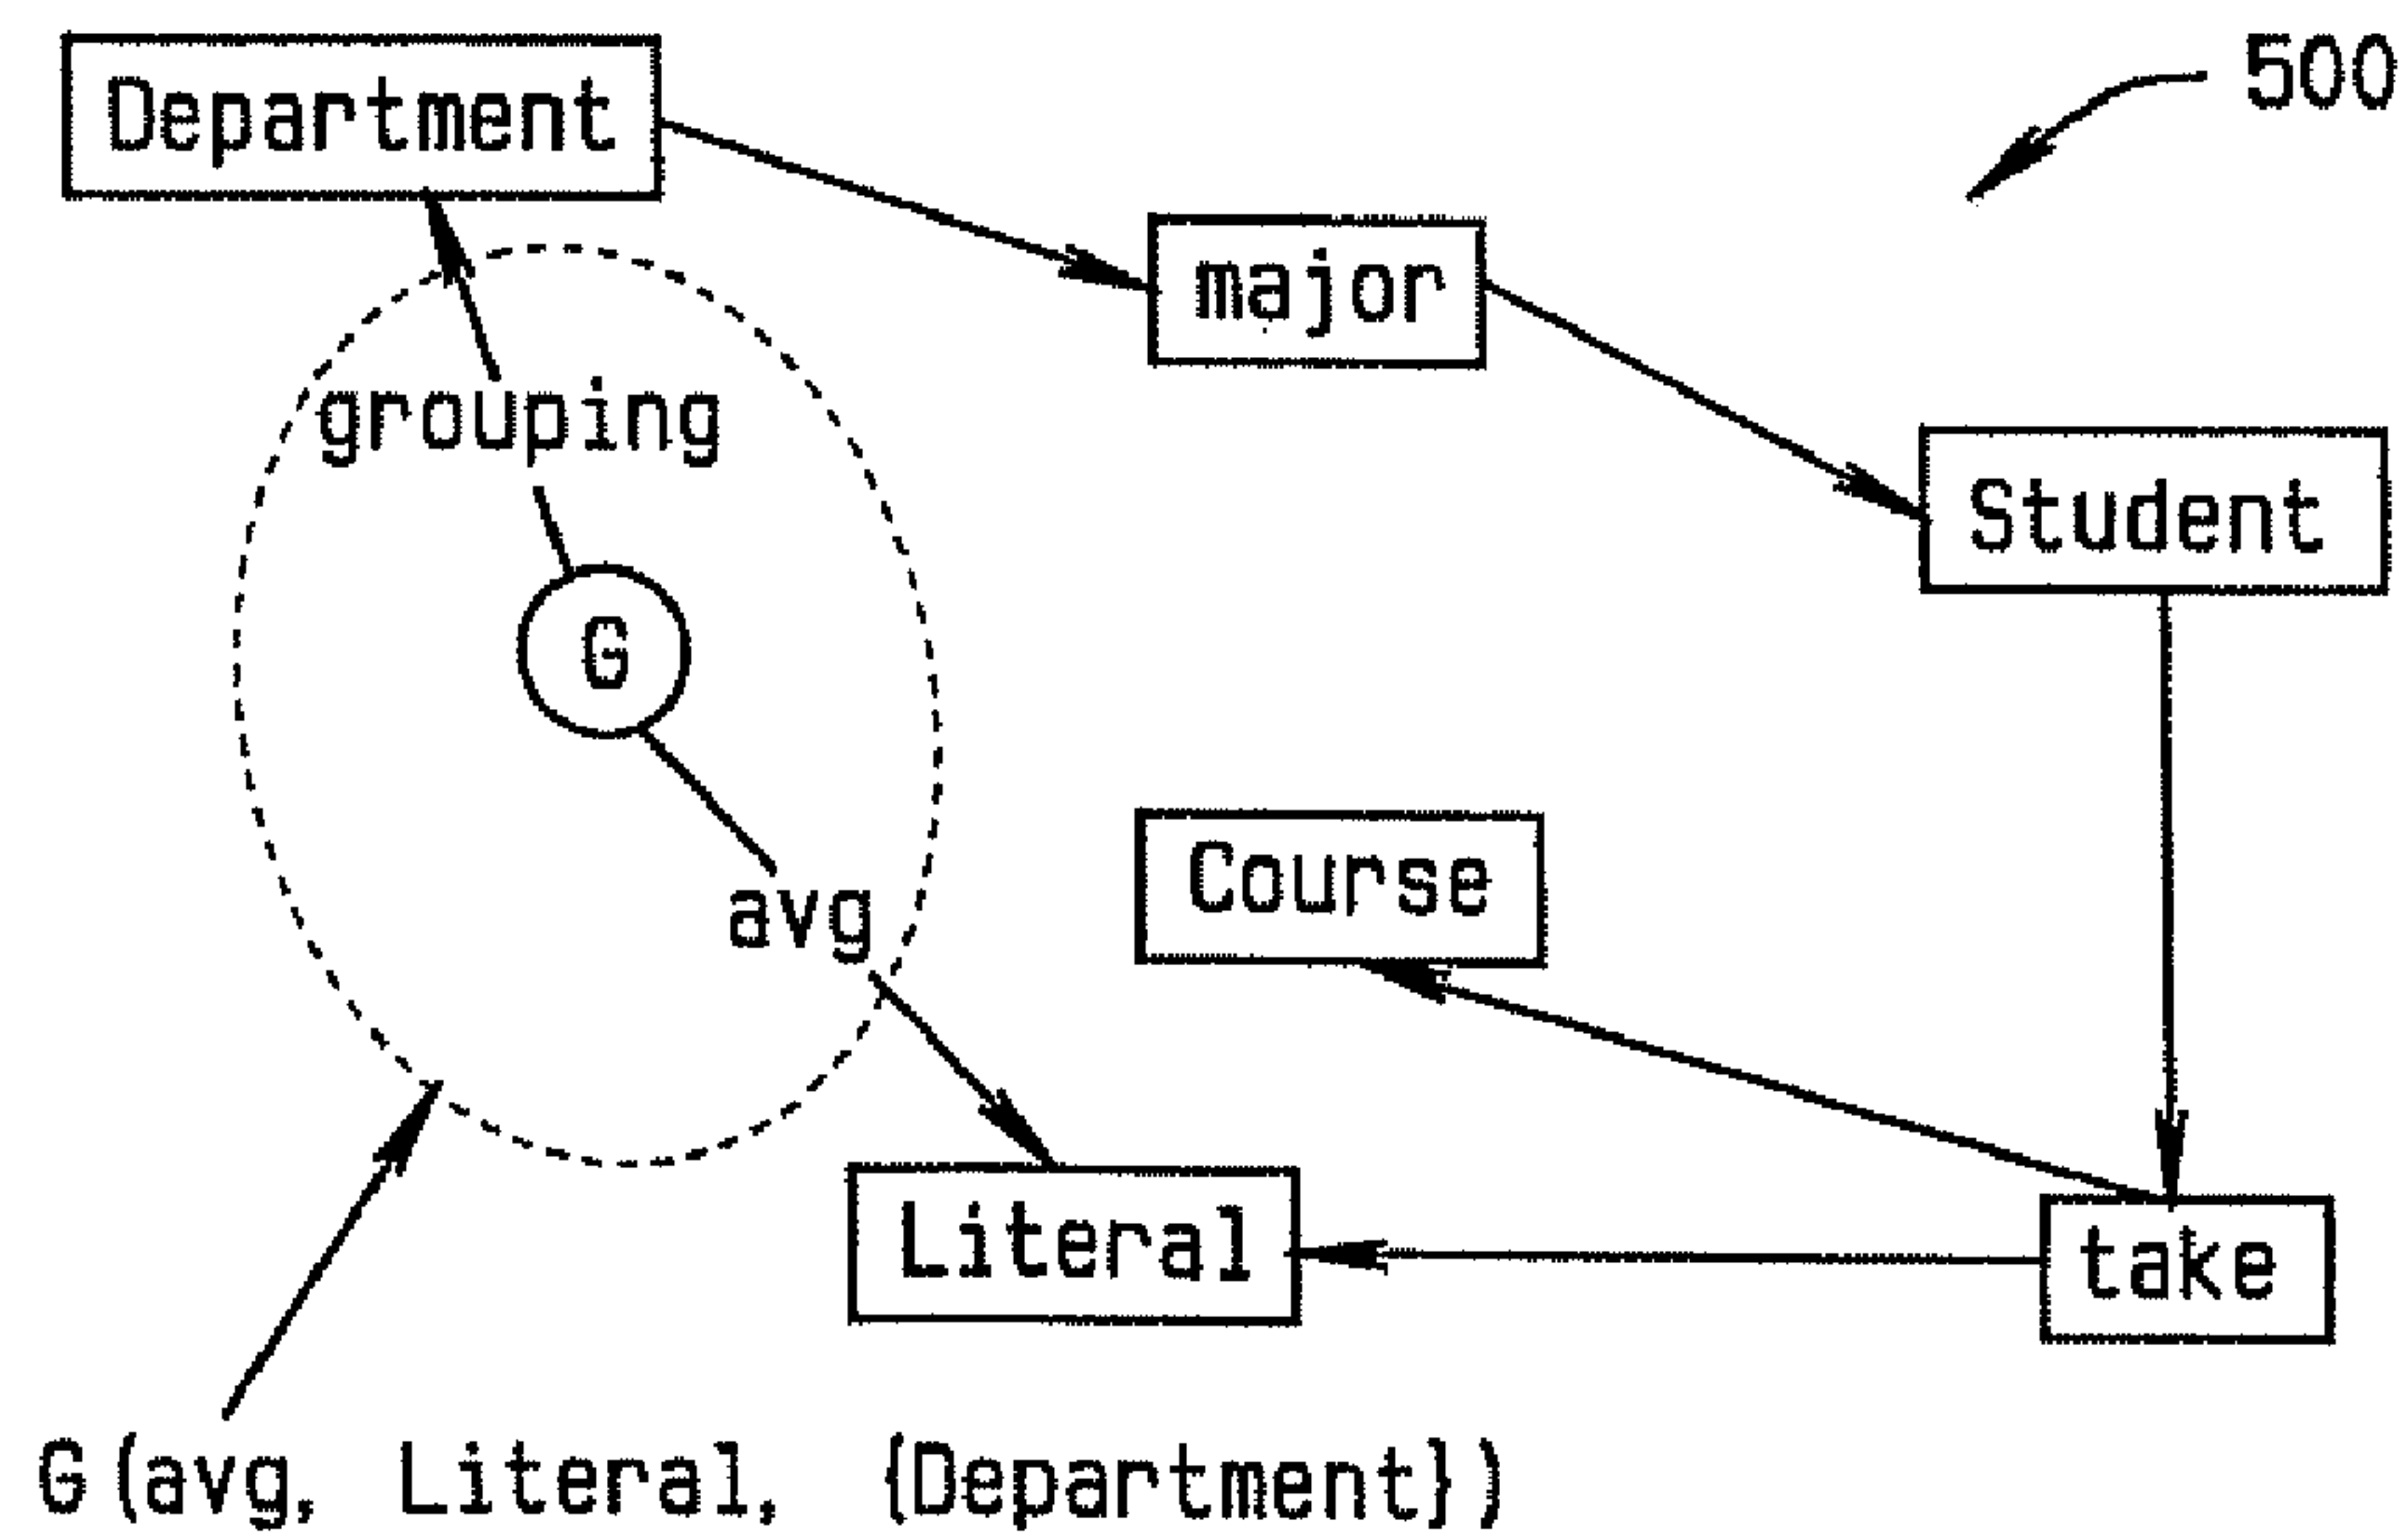 Department
500
major
grouping
Student
G
Course
avg
Literal
take
G(avg, Literal, {Department})